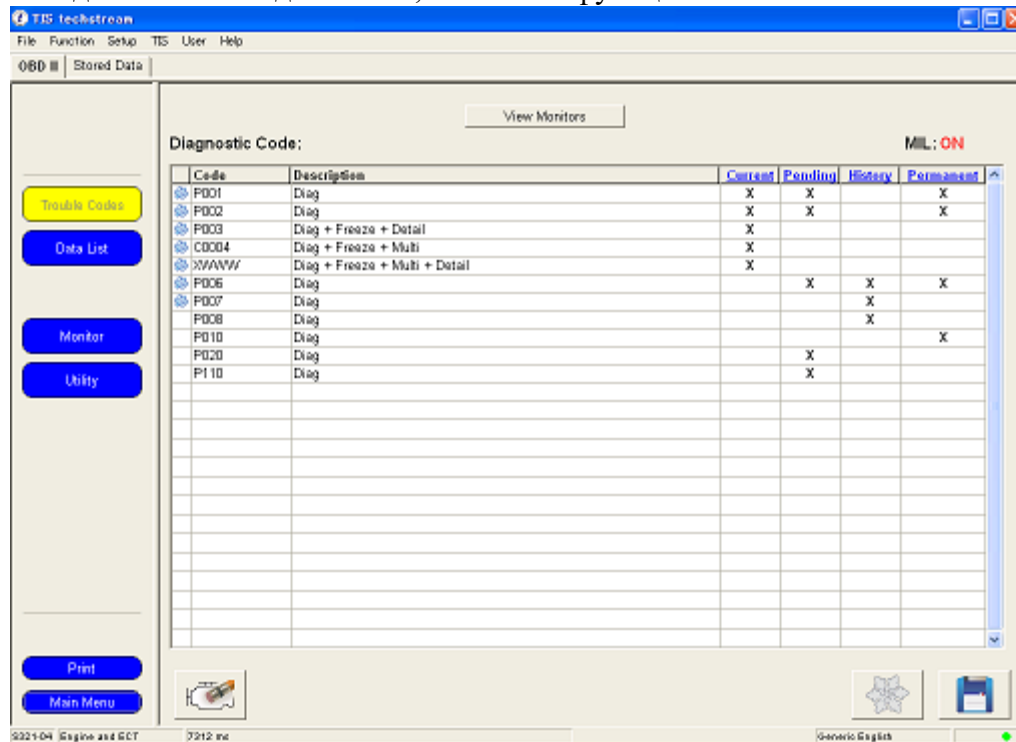 TIS techstream
File Function Setup TIS User Help
OBD II Stored Data
View Monitors
Diagnostic Code: MIL: ON
Code Description Current Pending History Permanent
P001 Diag X X X
P002 Diag X X X
P003 Diag + Freeze + Detail X
C0004 Diag + Freeze + Multi X
Diag + Freeze + Multi + Detail X
P006 Diag X X X
P007 Diag X
P008 Diag X
P010 Diag X
P020 Diag X
P110 Diag X
Trouble Codes
Data List
Monitor
Utility
Print
Main Menu
S321-04 Engine and ECT 7312 ms Generic English